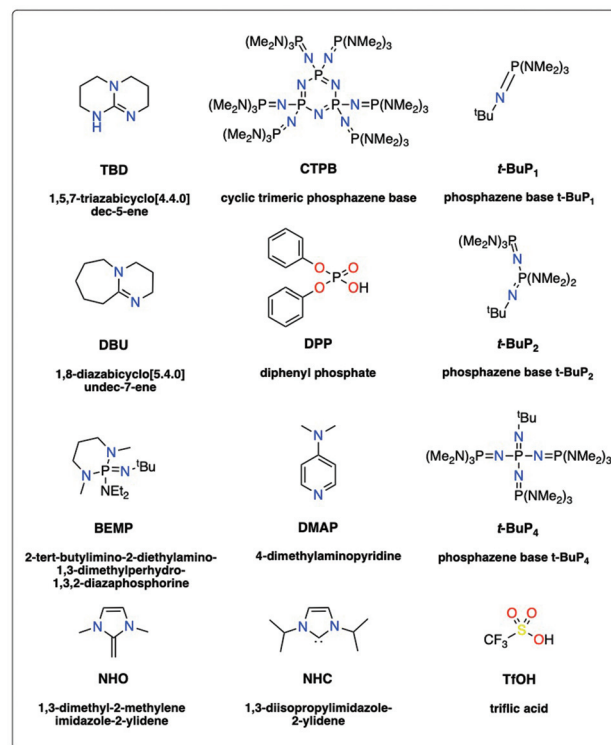 N
N
H
N
TBD
1,5,7-triazabicyclo[4.4.0]
dec-5-ene
(Me2N)3P P(NMe2)3
N N
P
N N
(Me2N)3P=N P P N=P(NMe2)3
N N N
(Me2N)3P P(NMe2)3
CTPB
cyclic trimeric phosphazene base
P(NMe2)3
N
tBu
t-BuP1
phosphazene base t-BuP1
N
N
DBU
1,8-diazabicyclo[5.4.0]
undec-7-ene
O O
P
O OH
DPP
diphenyl phosphate
(Me2N)3P
N
P(NMe2)2
N
tBu
t-BuP2
phosphazene base t-BuP2
N
P=N tBu
N
NEt2
BEMP
2-tert-butylimino-2-diethylamino-
1,3-dimethylperhydro-
1,3,2-diazaphosphorine
N
N
DMAP
4-dimethylaminopyridine
tBu
N
(Me2N)3P=N-P-N=P(NMe2)3
N
P(NMe2)3
t-BuP4
phosphazene base t-BuP4
N N
NHO
1,3-dimethyl-2-methylene
imidazole-2-ylidene
N N
NHC
1,3-diisopropylimidazole-
2-ylidene
O O
S
CF3 OH
TfOH
triflic acid